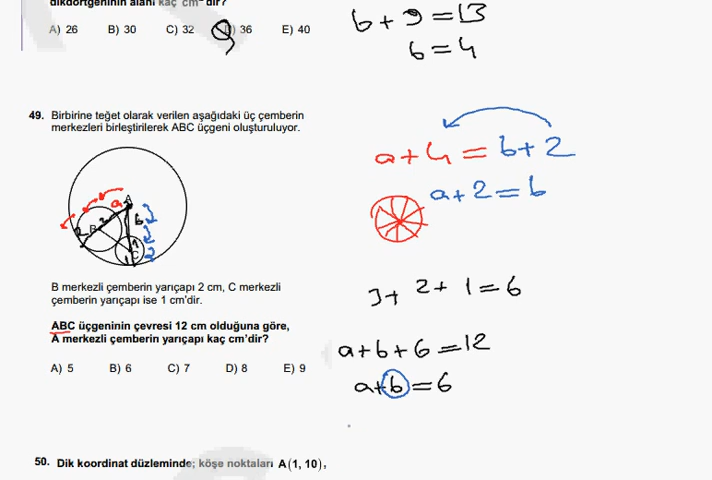 dikdörtgeninin alanı kaç cm² dir?
A) 26 B) 30 C) 32 D) 36 E) 40
b + 9 = 13
b = 4
49. Birbirine teğet olarak verilen aşağıdaki üç çemberin
merkezleri birleştirilerek ABC üçgeni oluşturuluyor.
a + 4 = b + 2
a + 2 = b
a
A
b
B
2
C
2
B merkezli çemberin yarıçapı 2 cm, C merkezli
çemberin yarıçapı ise 1 cm'dir.
3 + 2 + 1 = 6
ABC üçgeninin çevresi 12 cm olduğuna göre,
A merkezli çemberin yarıçapı kaç cm'dir?
a + b + 6 = 12
A) 5 B) 6 C) 7 D) 8 E) 9
a + b = 6
50. Dik koordinat düzleminde; köşe noktaları A(1, 10),